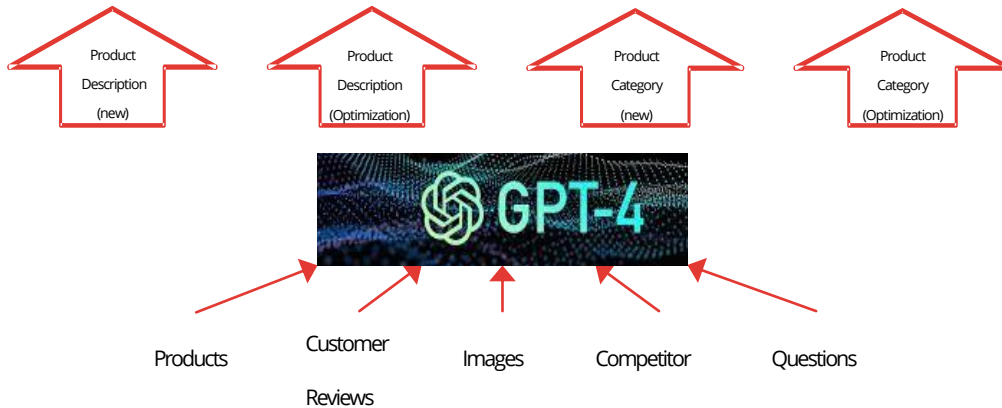 Product
Description
(new)
Product
Description
(Optimization)
Product
Category
(new)
Product
Category
(Optimization)
GPT-4
Products
Customer
Reviews
Images
Competitor
Questions